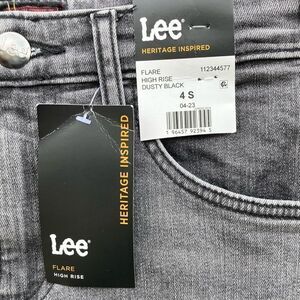 Lee
HERITAGE INSPIRED
FLARE 112344577
HIGH RISE
DUSTY BLACK
4 S
04-23
HERITAGE INSPIRED
Lee
FLARE
HIGH RISE